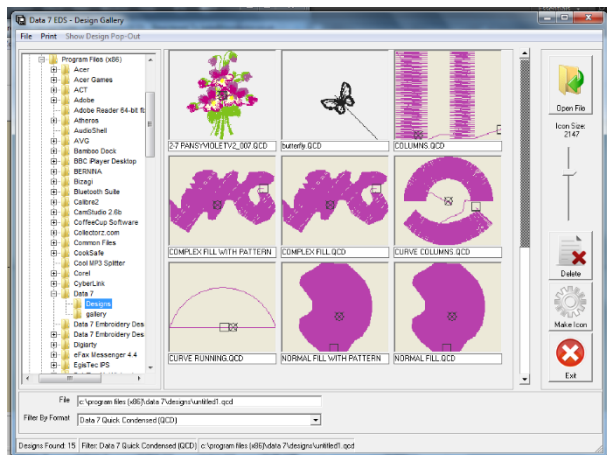 Data 7 EDS - Design Gallery
File Print Show Design Pop-Out
Program Files (x86)
Acer
Acer Games
ACT
Adobe
Adobe Reader 64-bit fi
Atheros
AudioShell
AVG
Bamboo Dock
BBC iPlayer Desktop
BERNINA
Bizagi
Bluetooth Suite
Calibre2
CamStudio 2.6b
CoffeeCup Software
Collectorz.com
Common Files
CookSafe
Cool MP3 Splitter
Corel
CyberLink
Data 7
Designs
gallery
Data 7 Embroidery Des
Data 7 Embroidery Des
Digiarty
eFax Messenger 4.4
EgisTec IPS
2-7 PANSYVIOLETV2_007.QCD
butterfly.QCD
COLUMNS.QCD
COMPLEX FILL WITH PATTERN
COMPLEX FILL.QCD
CURVE COLUMNS.QCD
CURVE RUNNING.QCD
NORMAL FILL WITH PATTERN
NORMAL FILL.QCD
Open File
Icon Size:
2147
Delete
Make Icon
Exit
File c:\program files (x86)\data 7\designs\untitled1.qcd
Filter By Format Data 7 Quick Condensed (QCD)
Designs Found: 15 Filter: Data 7 Quick Condensed (QCD) c:\program files (x86)\data 7\designs\untitled1.qcd